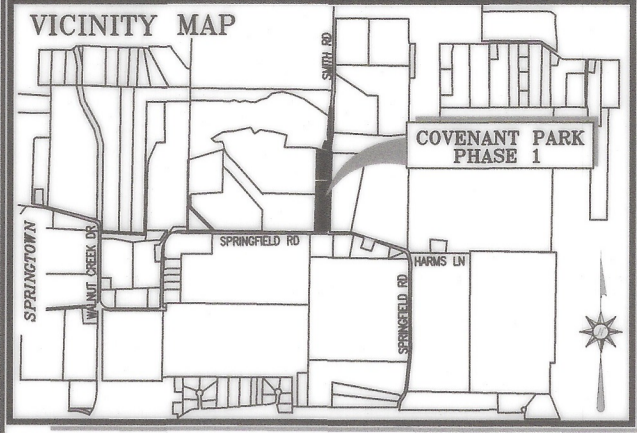 VICINITY MAP
SMITH RD
COVENANT PARK
PHASE 1
SPRINGTOWN
WALNUT CREEK DR
SPRINGFIELD RD
HARMS LN
SPRINGFIELD RD